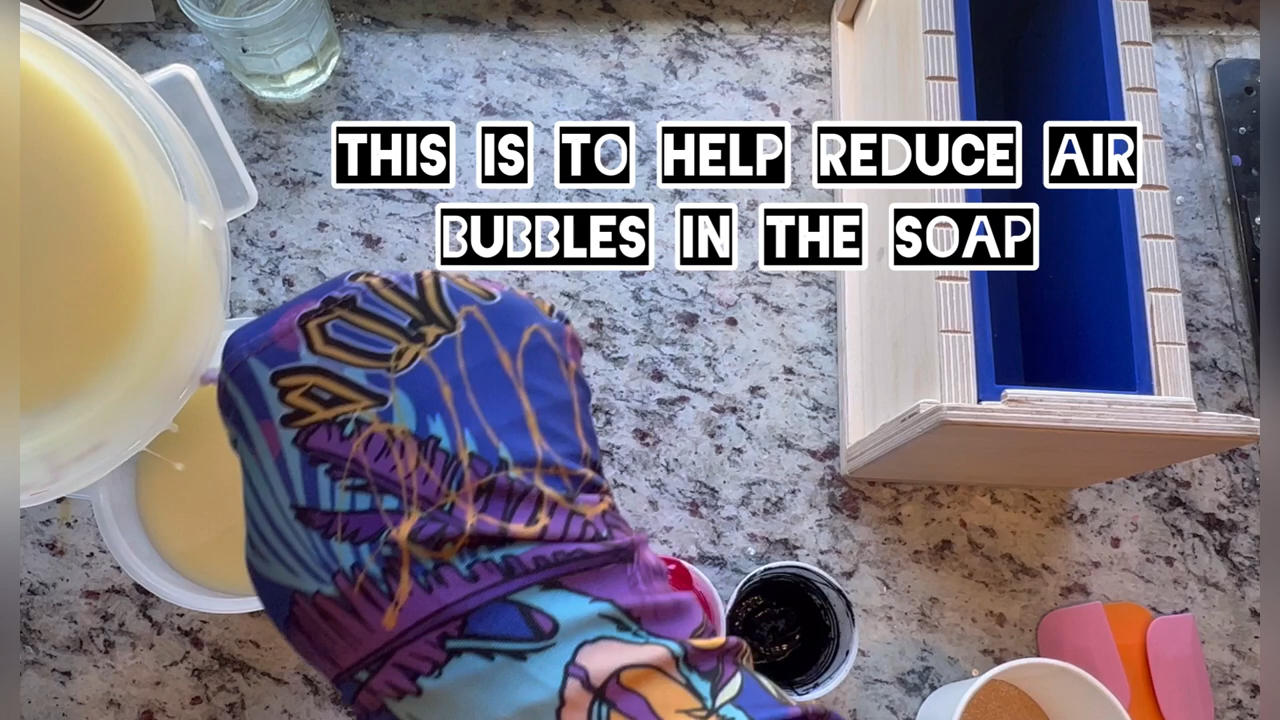 THIS IS TO HELP REDUCE AIR
BUBBLES IN THE SOAP